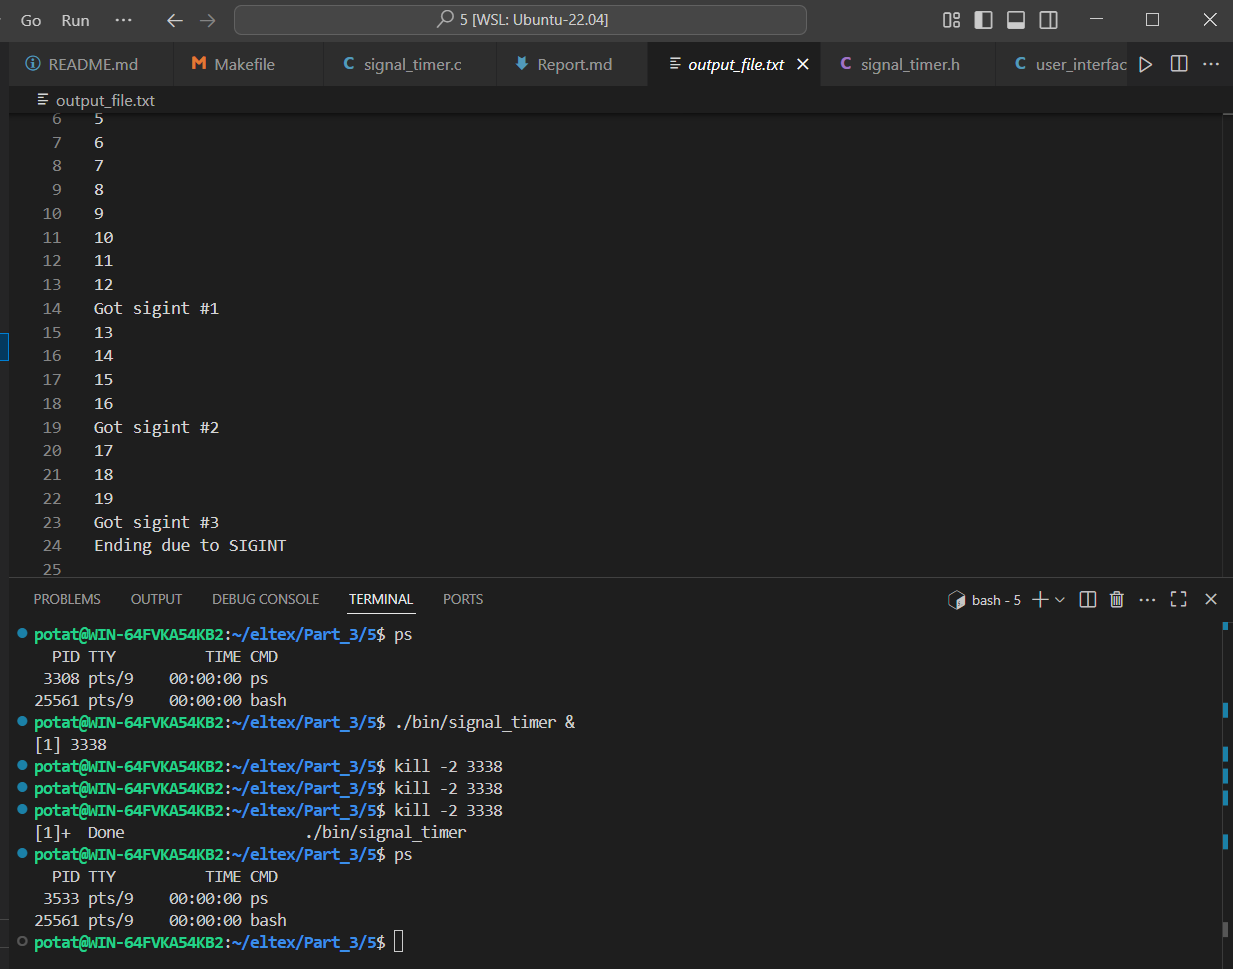 Go Run ··· ← → 5 [WSL: Ubuntu-22.04]
README.md Makefile signal_timer.c Report.md output_file.txt signal_timer.h user_interfac ···
output_file.txt
6 5
7 6
8 7
9 8
10 9
11 10
12 11
13 12
14 Got sigint #1
15 13
16 14
17 15
18 16
19 Got sigint #2
20 17
21 18
22 19
23 Got sigint #3
24 Ending due to SIGINT
25
PROBLEMS OUTPUT DEBUG CONSOLE TERMINAL PORTS bash - 5 ···
potat@WIN-64FVKA54KB2:~/eltex/Part_3/5$ ps
PID TTY TIME CMD
3308 pts/9 00:00:00 ps
25561 pts/9 00:00:00 bash
potat@WIN-64FVKA54KB2:~/eltex/Part_3/5$ ./bin/signal_timer &
[1] 3338
potat@WIN-64FVKA54KB2:~/eltex/Part_3/5$ kill -2 3338
potat@WIN-64FVKA54KB2:~/eltex/Part_3/5$ kill -2 3338
potat@WIN-64FVKA54KB2:~/eltex/Part_3/5$ kill -2 3338
[1]+ Done ./bin/signal_timer
potat@WIN-64FVKA54KB2:~/eltex/Part_3/5$ ps
PID TTY TIME CMD
3533 pts/9 00:00:00 ps
25561 pts/9 00:00:00 bash
potat@WIN-64FVKA54KB2:~/eltex/Part_3/5$